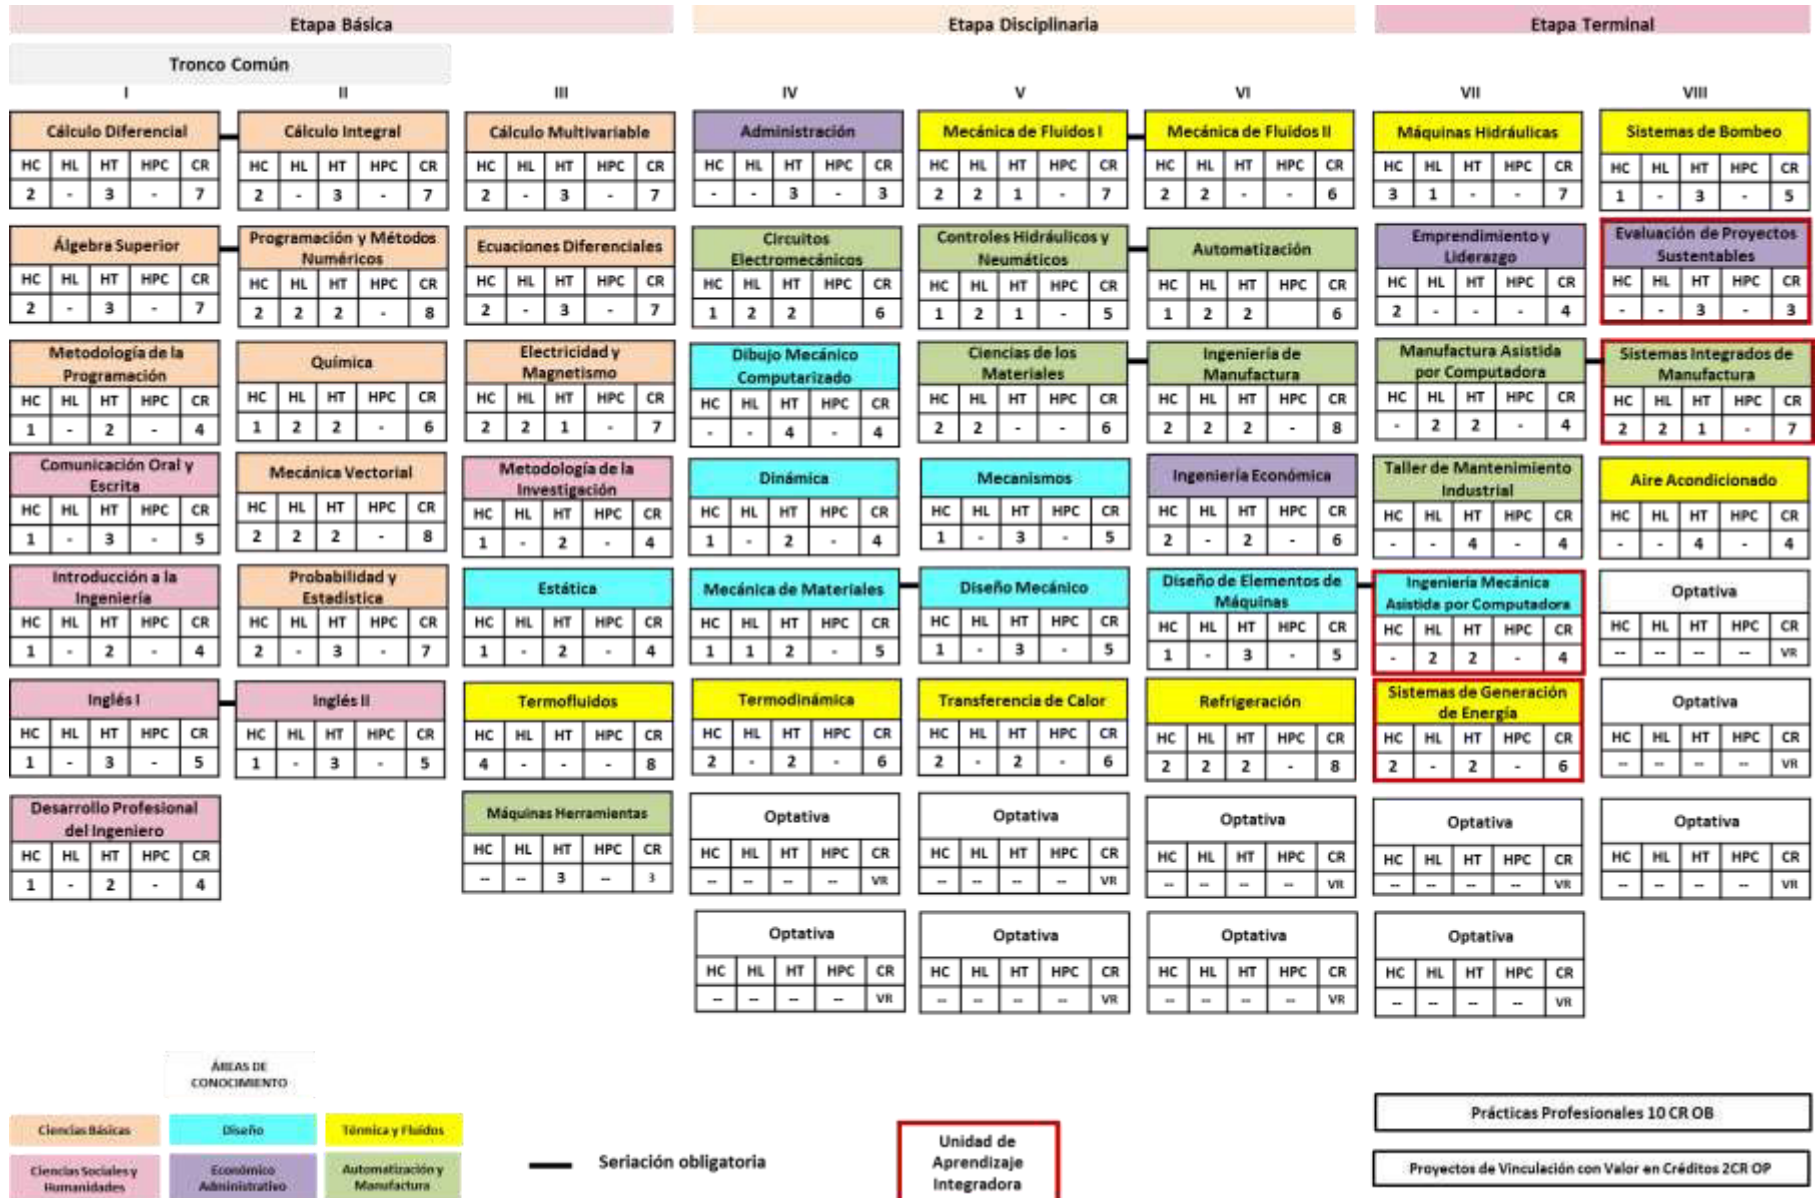 Etapa Básica
Etapa Disciplinaria
Etapa Terminal
Tronco Común
I II III IV V VI VII VIII
Cálculo Diferencial
HC HL HT HPC CR
2 - 3 - 7
Cálculo Integral
HC HL HT HPC CR
2 - 3 - 7
Cálculo Multivariable
HC HL HT HPC CR
2 - 3 - 7
Administración
HC HL HT HPC CR
- - 3 - 3
Mecánica de Fluidos I
HC HL HT HPC CR
2 2 1 - 7
Mecánica de Fluidos II
HC HL HT HPC CR
2 2 - - 6
Máquinas Hidráulicas
HC HL HT HPC CR
3 1 - - 7
Sistemas de Bombeo
HC HL HT HPC CR
1 - 3 - 5
Álgebra Superior
HC HL HT HPC CR
2 - 3 - 7
Programación y Métodos
Numéricos
HC HL HT HPC CR
2 2 2 - 8
Ecuaciones Diferenciales
HC HL HT HPC CR
2 - 3 - 7
Circuitos
Electromecánicos
HC HL HT HPC CR
1 2 2 6
Controles Hidráulicos y
Neumáticos
HC HL HT HPC CR
1 2 1 - 5
Automatización
HC HL HT HPC CR
1 2 2 6
Emprendimiento y
Liderazgo
HC HL HT HPC CR
2 - - - 4
Evaluación de Proyectos
Sustentables
HC HL HT HPC CR
- - 3 - 3
Metodología de la
Programación
HC HL HT HPC CR
1 - 2 - 4
Química
HC HL HT HPC CR
1 2 2 - 6
Electricidad y
Magnetismo
HC HL HT HPC CR
2 2 1 - 7
Dibujo Mecánico
Computarizado
HC HL HT HPC CR
- - 4 - 4
Ciencias de los
Materiales
HC HL HT HPC CR
2 2 - - 6
Ingeniería de
Manufactura
HC HL HT HPC CR
2 2 2 - 8
Manufactura Asistida
por Computadora
HC HL HT HPC CR
- 2 2 - 4
Sistemas Integrados de
Manufactura
HC HL HT HPC CR
2 2 1 - 7
Comunicación Oral y
Escrita
HC HL HT HPC CR
1 - 3 - 5
Mecánica Vectorial
HC HL HT HPC CR
2 2 2 - 8
Metodología de la
Investigación
HC HL HT HPC CR
1 - 2 - 4
Dinámica
HC HL HT HPC CR
1 - 2 - 4
Mecanismos
HC HL HT HPC CR
1 - 3 - 5
Ingeniería Económica
HC HL HT HPC CR
2 - 2 - 6
Taller de Mantenimiento
Industrial
HC HL HT HPC CR
- - 4 - 4
Aire Acondicionado
HC HL HT HPC CR
- - 4 - 4
Introducción a la
Ingeniería
HC HL HT HPC CR
1 - 2 - 4
Probabilidad y
Estadística
HC HL HT HPC CR
2 - 3 - 7
Estática
HC HL HT HPC CR
1 - 2 - 4
Mecánica de Materiales
HC HL HT HPC CR
1 1 2 - 5
Diseño Mecánico
HC HL HT HPC CR
1 - 3 - 5
Diseño de Elementos de
Máquinas
HC HL HT HPC CR
1 - 3 - 5
Ingeniería Mecánica
Asistida por Computadora
HC HL HT HPC CR
- 2 2 - 4
Optativa
HC HL HT HPC CR
-- -- -- -- VR
Inglés I
HC HL HT HPC CR
1 - 3 - 5
Inglés II
HC HL HT HPC CR
1 - 3 - 5
Termofluidos
HC HL HT HPC CR
4 - - - 8
Termodinámica
HC HL HT HPC CR
2 - 2 - 6
Transferencia de Calor
HC HL HT HPC CR
2 - 2 - 6
Refrigeración
HC HL HT HPC CR
2 2 2 - 8
Sistemas de Generación
de Energía
HC HL HT HPC CR
2 - 2 - 6
Optativa
HC HL HT HPC CR
-- -- -- -- VR
Desarrollo Profesional
del Ingeniero
HC HL HT HPC CR
1 - 2 - 4
Máquinas Herramientas
HC HL HT HPC CR
-- -- 3 -- 3
Optativa
HC HL HT HPC CR
-- -- -- -- VR
Optativa
HC HL HT HPC CR
-- -- -- -- VR
Optativa
HC HL HT HPC CR
-- -- -- -- VR
Optativa
HC HL HT HPC CR
-- -- -- -- VR
Optativa
HC HL HT HPC CR
-- -- -- -- VR
Optativa
HC HL HT HPC CR
-- -- -- -- VR
Optativa
HC HL HT HPC CR
-- -- -- -- VR
Optativa
HC HL HT HPC CR
-- -- -- -- VR
Optativa
HC HL HT HPC CR
-- -- -- -- VR
ÁREAS DE
CONOCIMIENTO
Ciencias Básicas
Diseño
Térmica y Fluidos
Ciencias Sociales y
Humanidades
Económico
Administrativo
Automatización y
Manufactura
Seriación obligatoria
Unidad de
Aprendizaje
Integradora
Prácticas Profesionales 10 CR OB
Proyectos de Vinculación con Valor en Créditos 2CR OP